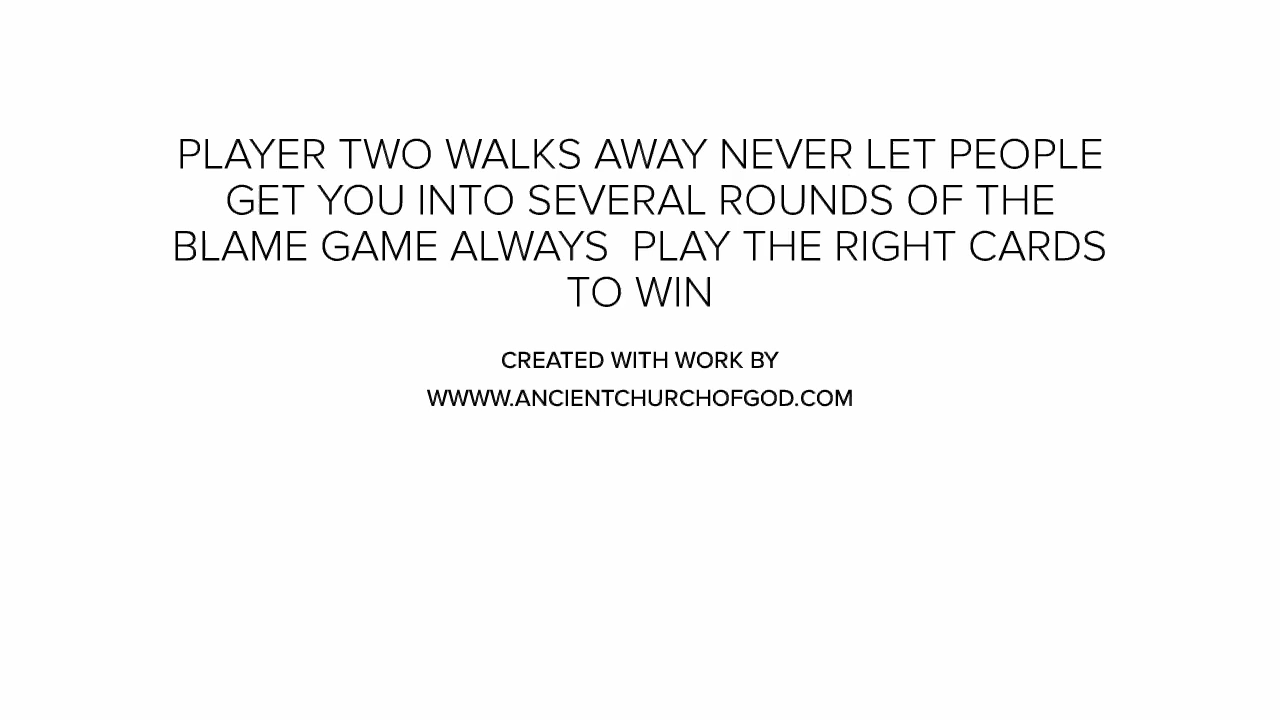 PLAYER TWO WALKS AWAY NEVER LET PEOPLE
GET YOU INTO SEVERAL ROUNDS OF THE
BLAME GAME ALWAYS  PLAY THE RIGHT CARDS
TO WIN
CREATED WITH WORK BY
WWWW.ANCIENTCHURCHOFGOD.COM